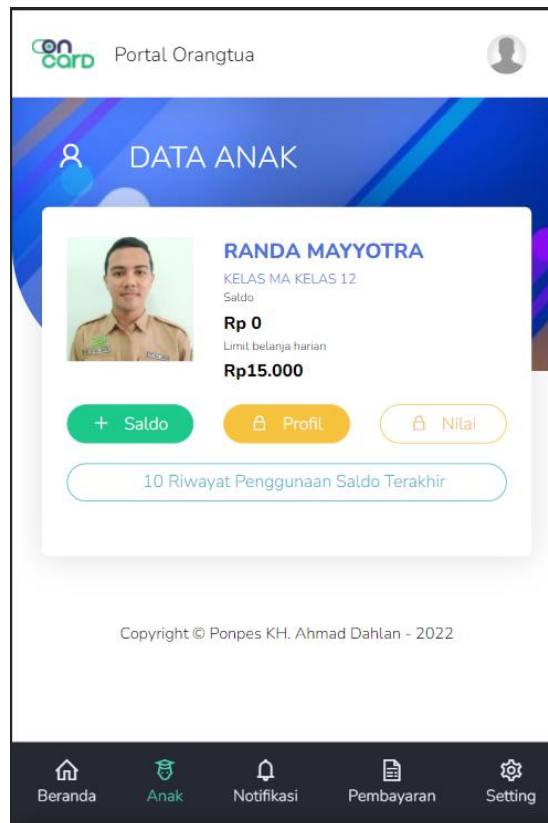 on
card
Portal Orangtua
DATA ANAK
RANDA MAYYOTRA
KELAS MA KELAS 12
Saldo
Rp 0
Limit belanja harian
Rp15.000
+ Saldo
Profil
Nilai
10 Riwayat Penggunaan Saldo Terakhir
Copyright © Ponpes KH. Ahmad Dahlan - 2022
Beranda
Anak
Notifikasi
Pembayaran
Setting